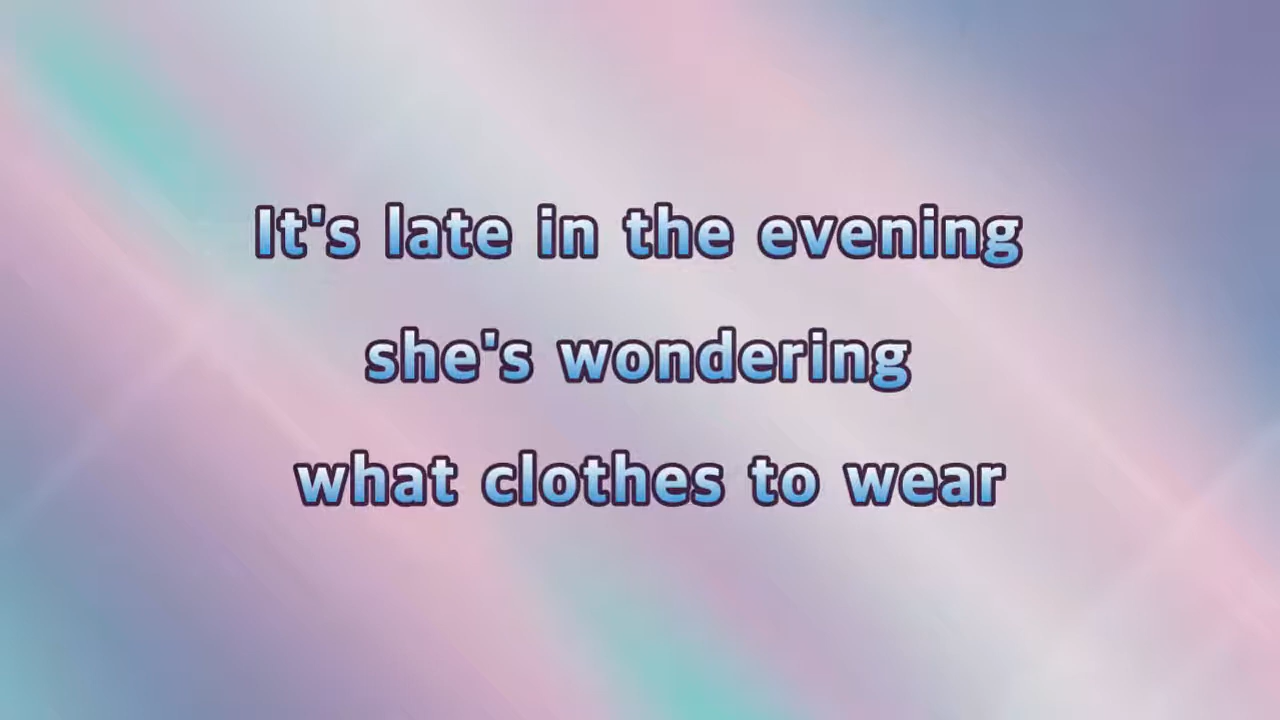 It's late in the evening
she's wondering
what clothes to wear